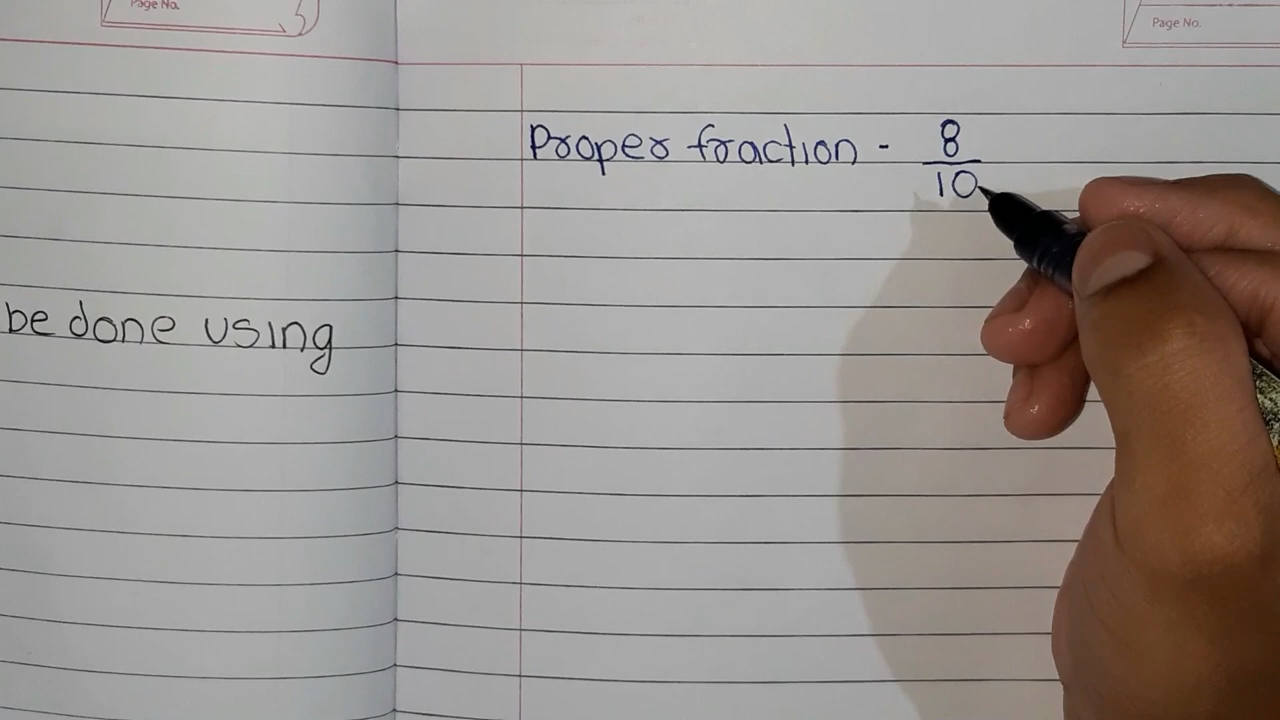 Page No.
Page No.
be done using
Proper fraction - 8/10